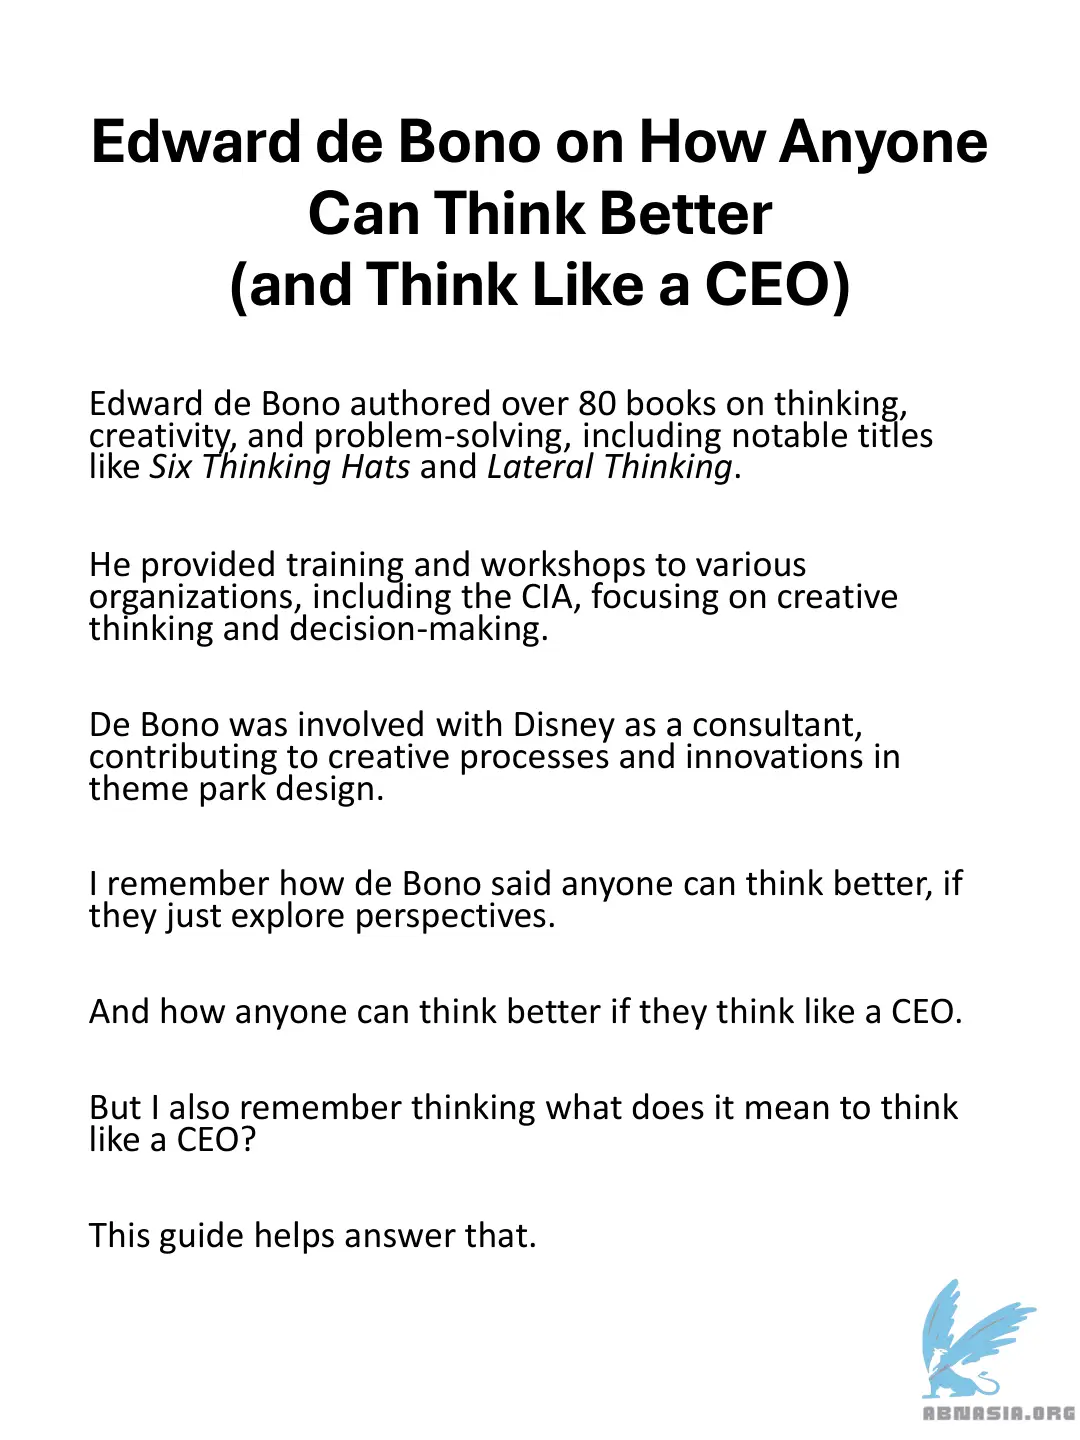 Edward de Bono on How Anyone
Can Think Better
(and Think Like a CEO)
Edward de Bono authored over 80 books on thinking,
creativity, and problem-solving, including notable titles
like Six Thinking Hats and Lateral Thinking.
He provided training and workshops to various
organizations, including the CIA, focusing on creative
thinking and decision-making.
De Bono was involved with Disney as a consultant,
contributing to creative processes and innovations in
theme park design.
I remember how de Bono said anyone can think better, if
they just explore perspectives.
And how anyone can think better if they think like a CEO.
But I also remember thinking what does it mean to think
like a CEO?
This guide helps answer that.
ABNASIA.ORG